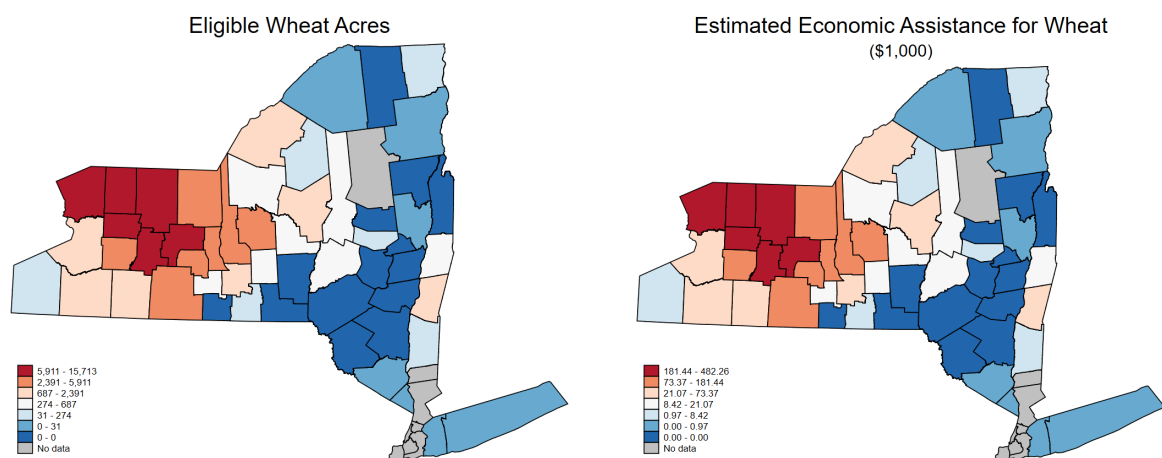 Eligible Wheat Acres
5,911 - 15,713
2,391 - 5,911
687 - 2,391
274 - 687
31 - 274
0 - 31
0 - 0
No data
Estimated Economic Assistance for Wheat
($1,000)
181.44 - 482.26
73.37 - 181.44
21.07 - 73.37
8.42 - 21.07
0.97 - 8.42
0.00 - 0.97
0.00 - 0.00
No data